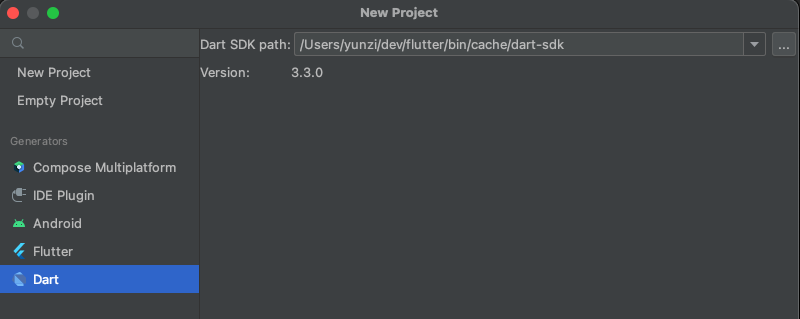 New Project
Dart SDK path: /Users/yunzi/dev/flutter/bin/cache/dart-sdk ...
Version: 3.3.0
New Project
Empty Project
Generators
Compose Multiplatform
IDE Plugin
Android
Flutter
Dart